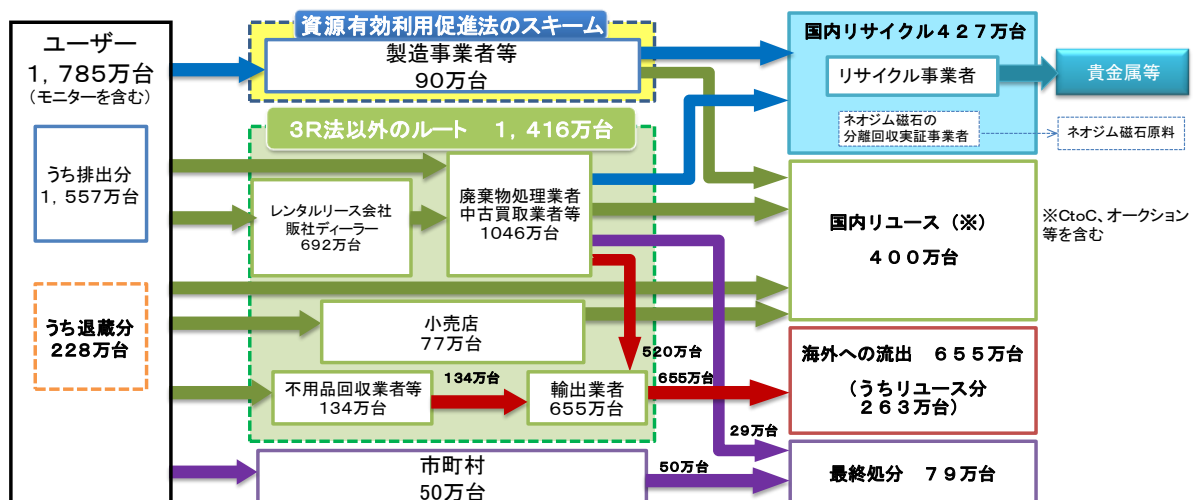 ユーザー
1，785万台
（モニターを含む）
うち排出分
1，557万台
うち退蔵分
228万台
資源有効利用促進法のスキーム
製造事業者等
90万台
3R法以外のルート　1，416万台
レンタルリース会社
販社ディーラー
692万台
廃棄物処理業者
中古買取業者等
1046万台
小売店
77万台
不用品回収業者等
134万台
134万台
輸出業者
655万台
520万台
655万台
市町村
50万台
29万台
50万台
国内リサイクル427万台
リサイクル事業者
ネオジム磁石の
分離回収実証事業者
貴金属等
ネオジム磁石原料
国内リユース（※）
400万台
※CtoC、オークション
等を含む
海外への流出　655万台
（うちリユース分
263万台）
最終処分　79万台